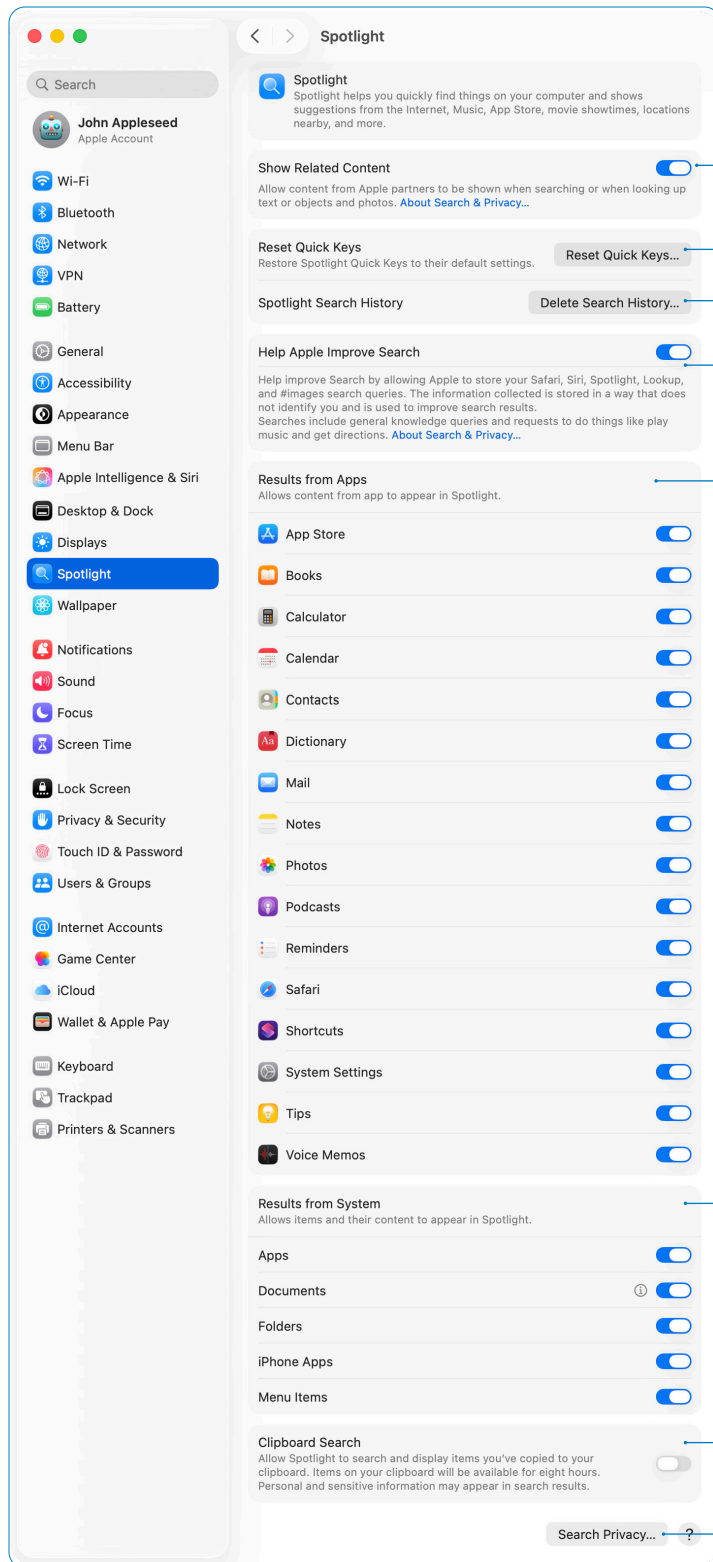 Spotlight
Search
John Appleseed
Apple Account
Wi-Fi
Bluetooth
Network
VPN
Battery
General
Accessibility
Appearance
Menu Bar
Apple Intelligence & Siri
Desktop & Dock
Displays
Spotlight
Wallpaper
Notifications
Sound
Focus
Screen Time
Lock Screen
Privacy & Security
Touch ID & Password
Users & Groups
Internet Accounts
Game Center
iCloud
Wallet & Apple Pay
Keyboard
Trackpad
Printers & Scanners
Spotlight
Spotlight helps you quickly find things on your computer and shows
suggestions from the Internet, Music, App Store, movie showtimes, locations
nearby, and more.
Show Related Content
Allow content from Apple partners to be shown when searching or when looking up
text or objects and photos. About Search & Privacy...
Reset Quick Keys
Restore Spotlight Quick Keys to their default settings.
Reset Quick Keys...
Spotlight Search History
Delete Search History...
Help Apple Improve Search
Help improve Search by allowing Apple to store your Safari, Siri, Spotlight, Lookup,
and #images search queries. The information collected is stored in a way that does
not identify you and is used to improve search results.
Searches include general knowledge queries and requests to do things like play
music and get directions. About Search & Privacy...
Results from Apps
Allows content from app to appear in Spotlight.
App Store
Books
Calculator
Calendar
Contacts
Aa Dictionary
Mail
Notes
Photos
Podcasts
Reminders
Safari
Shortcuts
System Settings
Tips
Voice Memos
Results from System
Allows items and their content to appear in Spotlight.
Apps
Documents
Folders
iPhone Apps
Menu Items
Clipboard Search
Allow Spotlight to search and display items you've copied to your
clipboard. Items on your clipboard will be available for eight hours.
Personal and sensitive information may appear in search results.
Search Privacy...
?